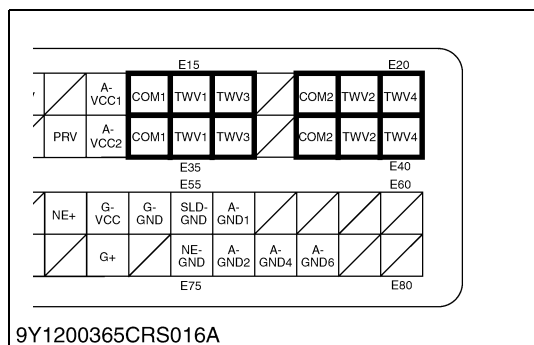 E15 E20
A-VCC1 COM1 TWV1 TWV3 COM2 TWV2 TWV4
PRV A-VCC2 COM1 TWV1 TWV3 COM2 TWV2 TWV4
E35 E40
E55 E60
NE+ G-VCC G-GND SLD-GND A-GND1
G+ NE-GND A-GND2 A-GND4 A-GND6
E75 E80
9Y1200365CRS016A